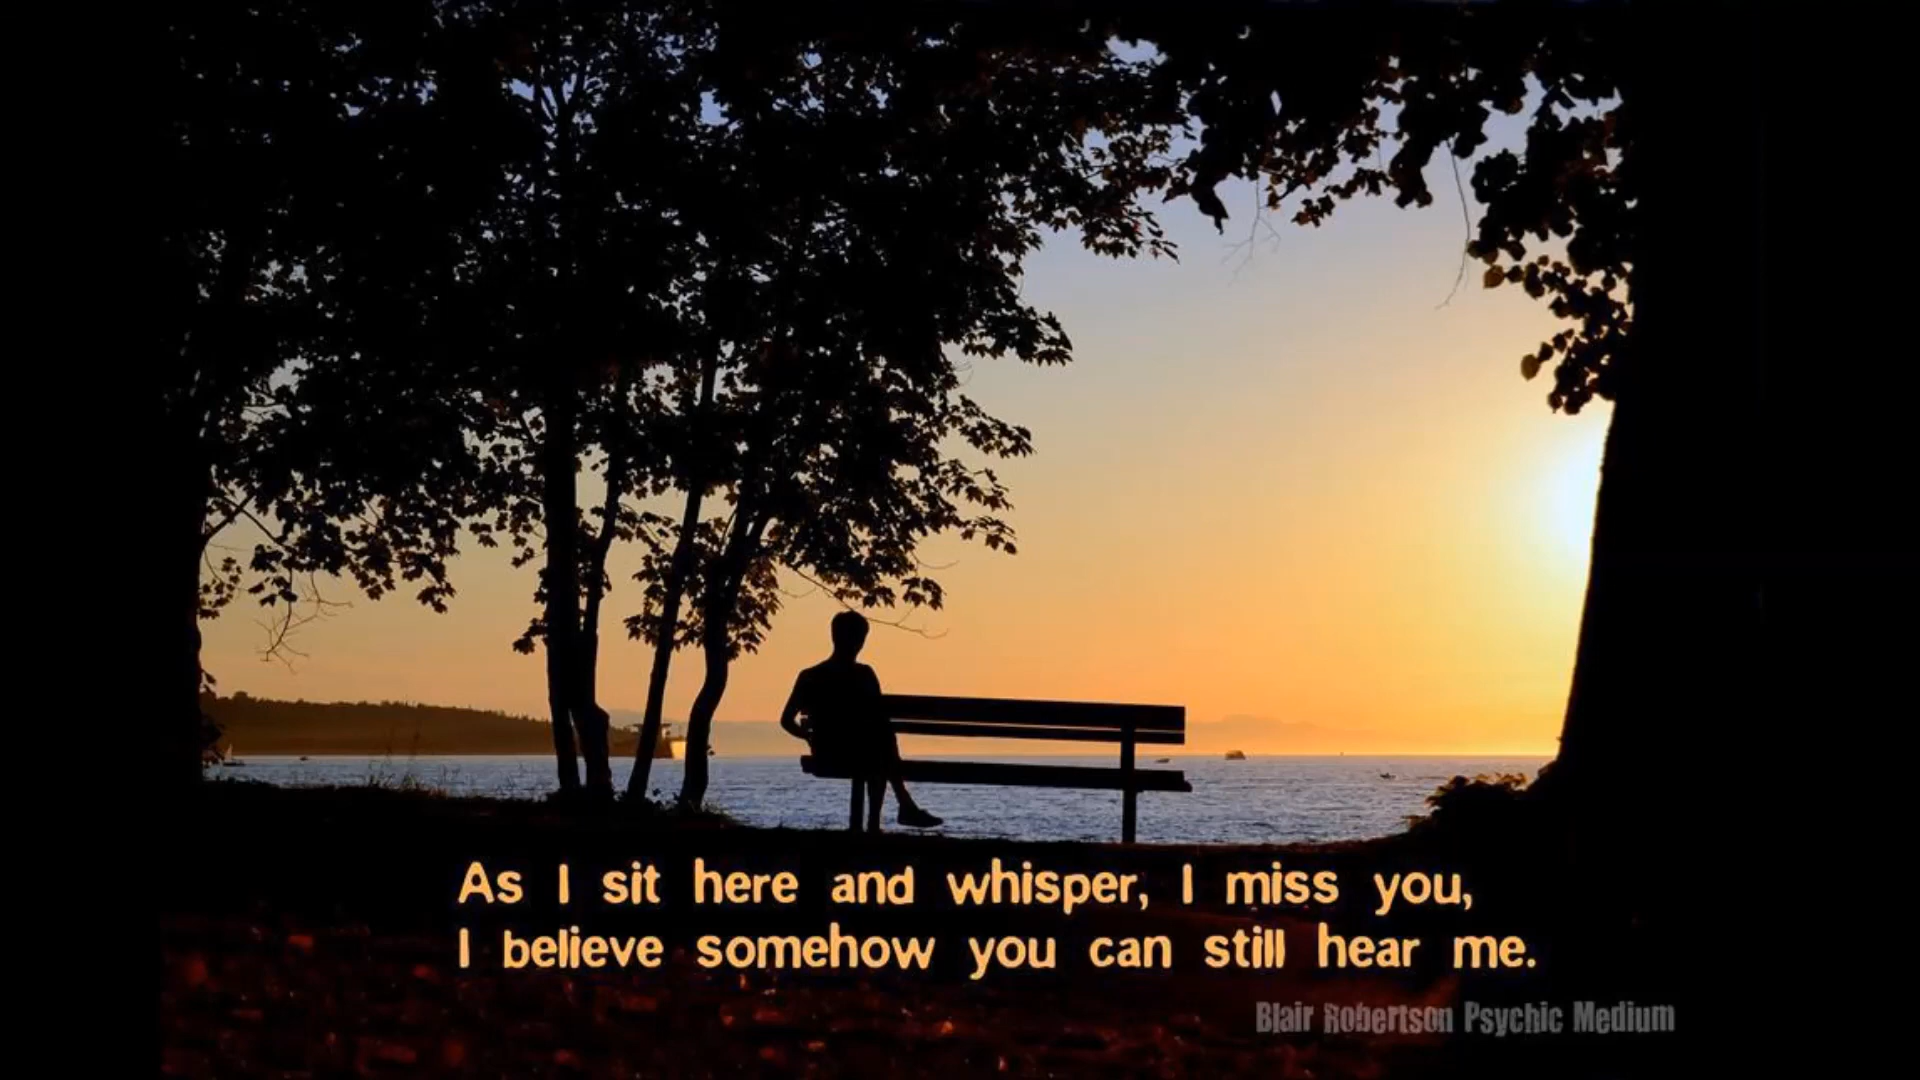 As I sit here and whisper, I miss you,
I believe somehow you can still hear me.
Blair Robertson Psychic Medium